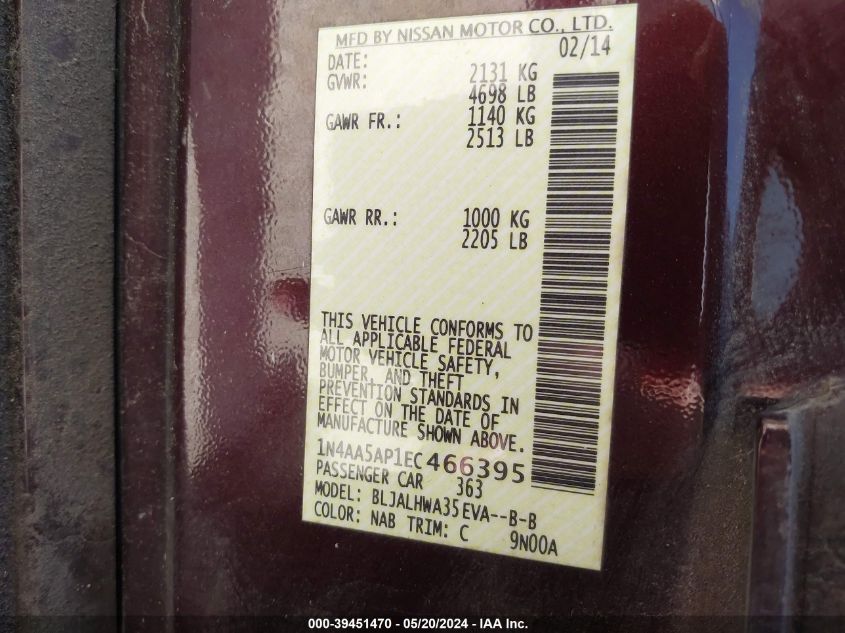 MFD BY NISSAN MOTOR CO., LTD.
DATE: 02/14
GVWR: 2131 KG
4698 LB
GAWR FR.: 1140 KG
2513 LB
GAWR RR.: 1000 KG
2205 LB
THIS VEHICLE CONFORMS TO
ALL APPLICABLE FEDERAL
MOTOR VEHICLE SAFETY,
BUMPER, AND THEFT
PREVENTION STANDARDS IN
EFFECT ON THE DATE OF
MANUFACTURE SHOWN ABOVE.
1N4AA5AP1EC466395
PASSENGER CAR 363
MODEL: BLJALHWA35EVA--B-B
COLOR: NAB TRIM: C 9N00A
000-39451470 - 05/20/2024 - IAA Inc.